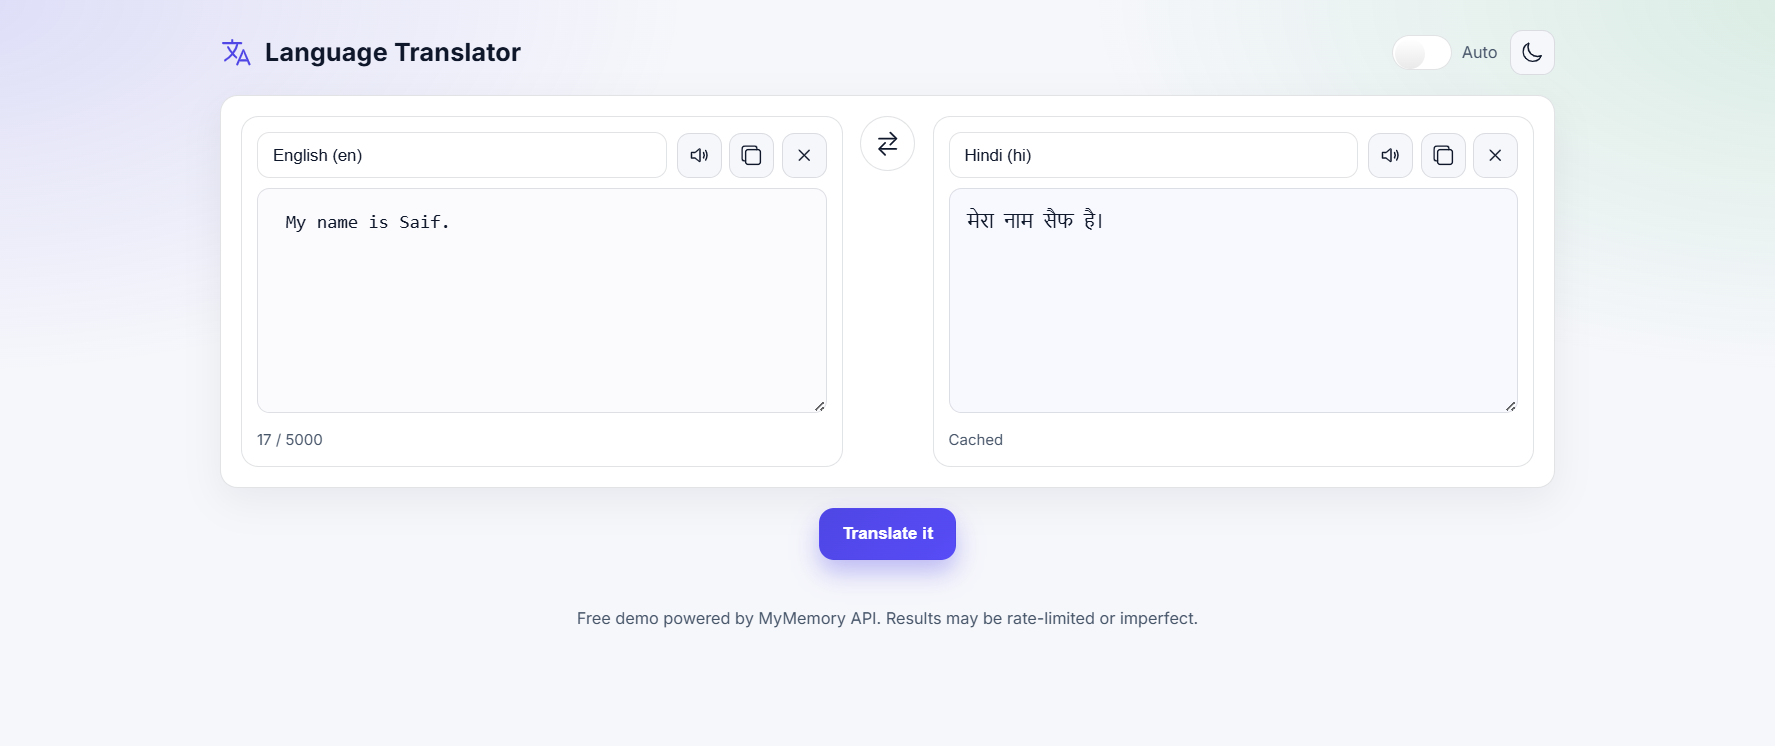 Language Translator
Auto
English (en)
Hindi (hi)
My name is Saif.
मेरा नाम सैफ है।
17 / 5000
Cached
Translate it
Free demo powered by MyMemory API. Results may be rate-limited or imperfect.